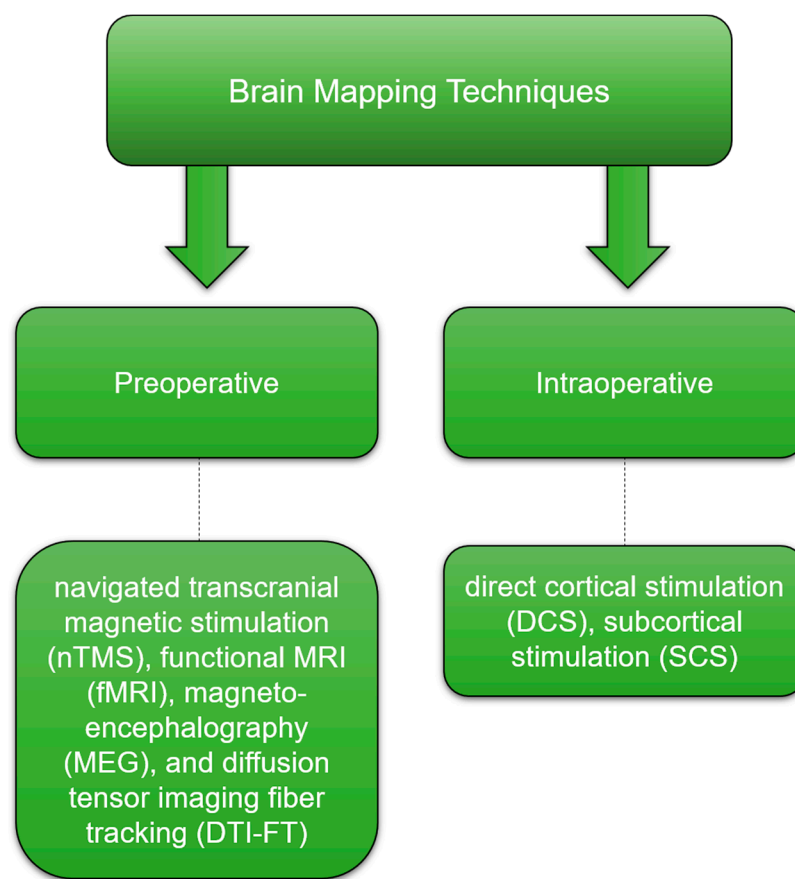 Brain Mapping Techniques
Preoperative
Intraoperative
navigated transcranial
magnetic stimulation
(nTMS), functional MRI
(fMRI), magneto-
encephalography
(MEG), and diffusion
tensor imaging fiber
tracking (DTI-FT)
direct cortical stimulation
(DCS), subcortical
stimulation (SCS)